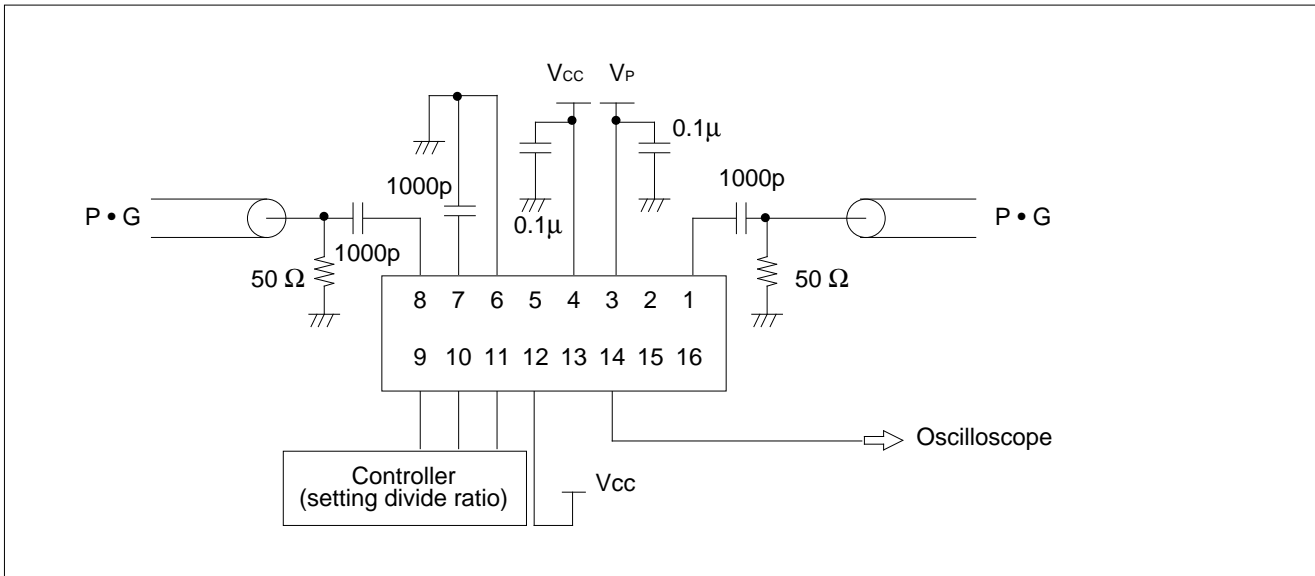 VCC VP
0.1µ
1000p
1000p
P • G
P • G
0.1µ
1000p
50 Ω
50 Ω
8 7 6 5 4 3 2 1
9 10 11 12 13 14 15 16
Oscilloscope
Controller
(setting divide ratio)
Vcc